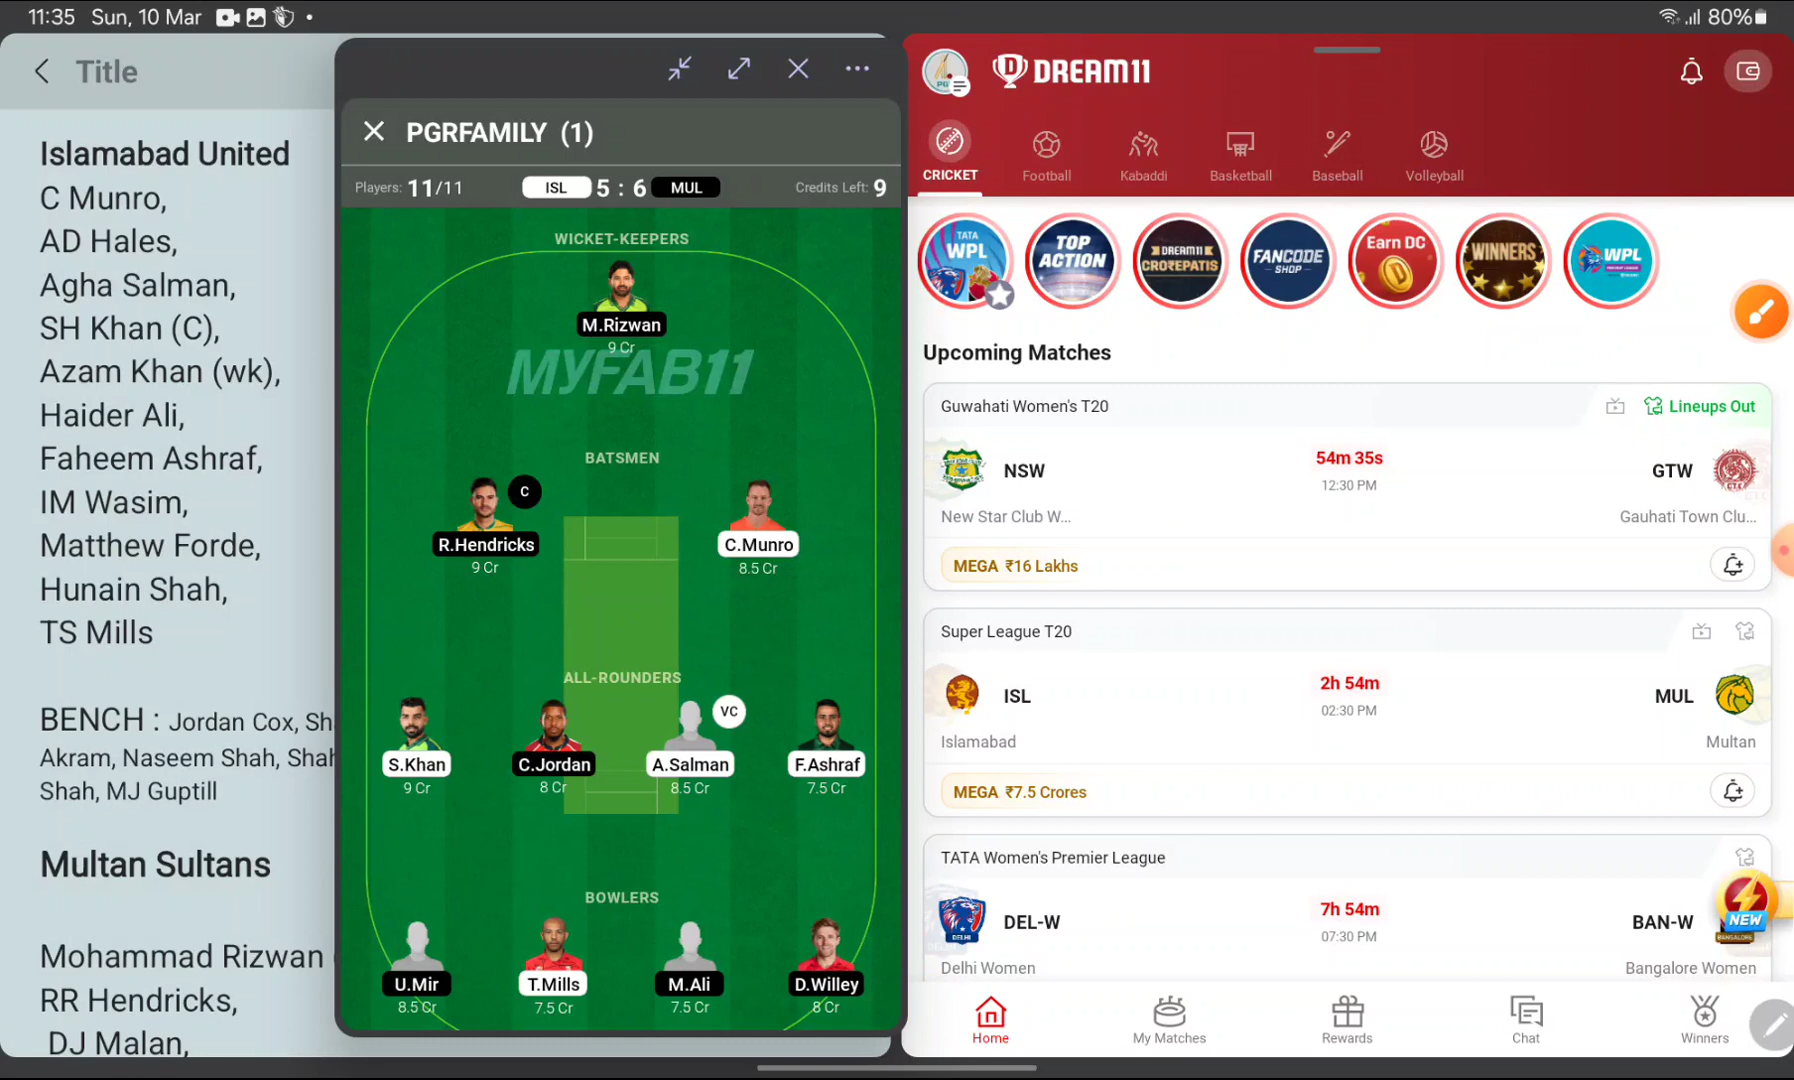 11:35 Sun, 10 Mar
80%
Title
Islamabad United
C Munro,
AD Hales,
Agha Salman,
SH Khan (C),
Azam Khan (wk),
Haider Ali,
Faheem Ashraf,
IM Wasim,
Matthew Forde,
Hunain Shah,
TS Mills
BENCH : Jordan Cox, Sha
Akram, Naseem Shah, Shah
Shah, MJ Guptill
Multan Sultans
Mohammad Rizwan (
RR Hendricks,
DJ Malan,
PGRFAMILY (1)
Players: 11/11
ISL 5 : 6 MUL
Credits Left: 9
WICKET-KEEPERS
M.Rizwan
9 Cr
MYFAB11
BATSMEN
C
R.Hendricks
9 Cr
C.Munro
8.5 Cr
ALL-ROUNDERS
VC
S.Khan
9 Cr
C.Jordan
8 Cr
A.Salman
8.5 Cr
F.Ashraf
7.5 Cr
BOWLERS
U.Mir
8.5 Cr
T.Mills
7.5 Cr
M.Ali
7.5 Cr
D.Willey
8 Cr
DREAM11
CRICKET
Football
Kabaddi
Basketball
Baseball
Volleyball
TATA
WPL
TOP
ACTION
DREAM11
CROREPATIS
FANCODE
SHOP
Earn DC
WINNERS
WPL
Upcoming Matches
Guwahati Women's T20
Lineups Out
NSW
54m 35s
12:30 PM
GTW
New Star Club W...
Gauhati Town Clu...
MEGA ₹16 Lakhs
Super League T20
ISL
2h 54m
02:30 PM
MUL
Islamabad
Multan
MEGA ₹7.5 Crores
TATA Women's Premier League
DEL-W
7h 54m
07:30 PM
BAN-W
NEW
Delhi Women
Bangalore Women
Home
My Matches
Rewards
Chat
Winners